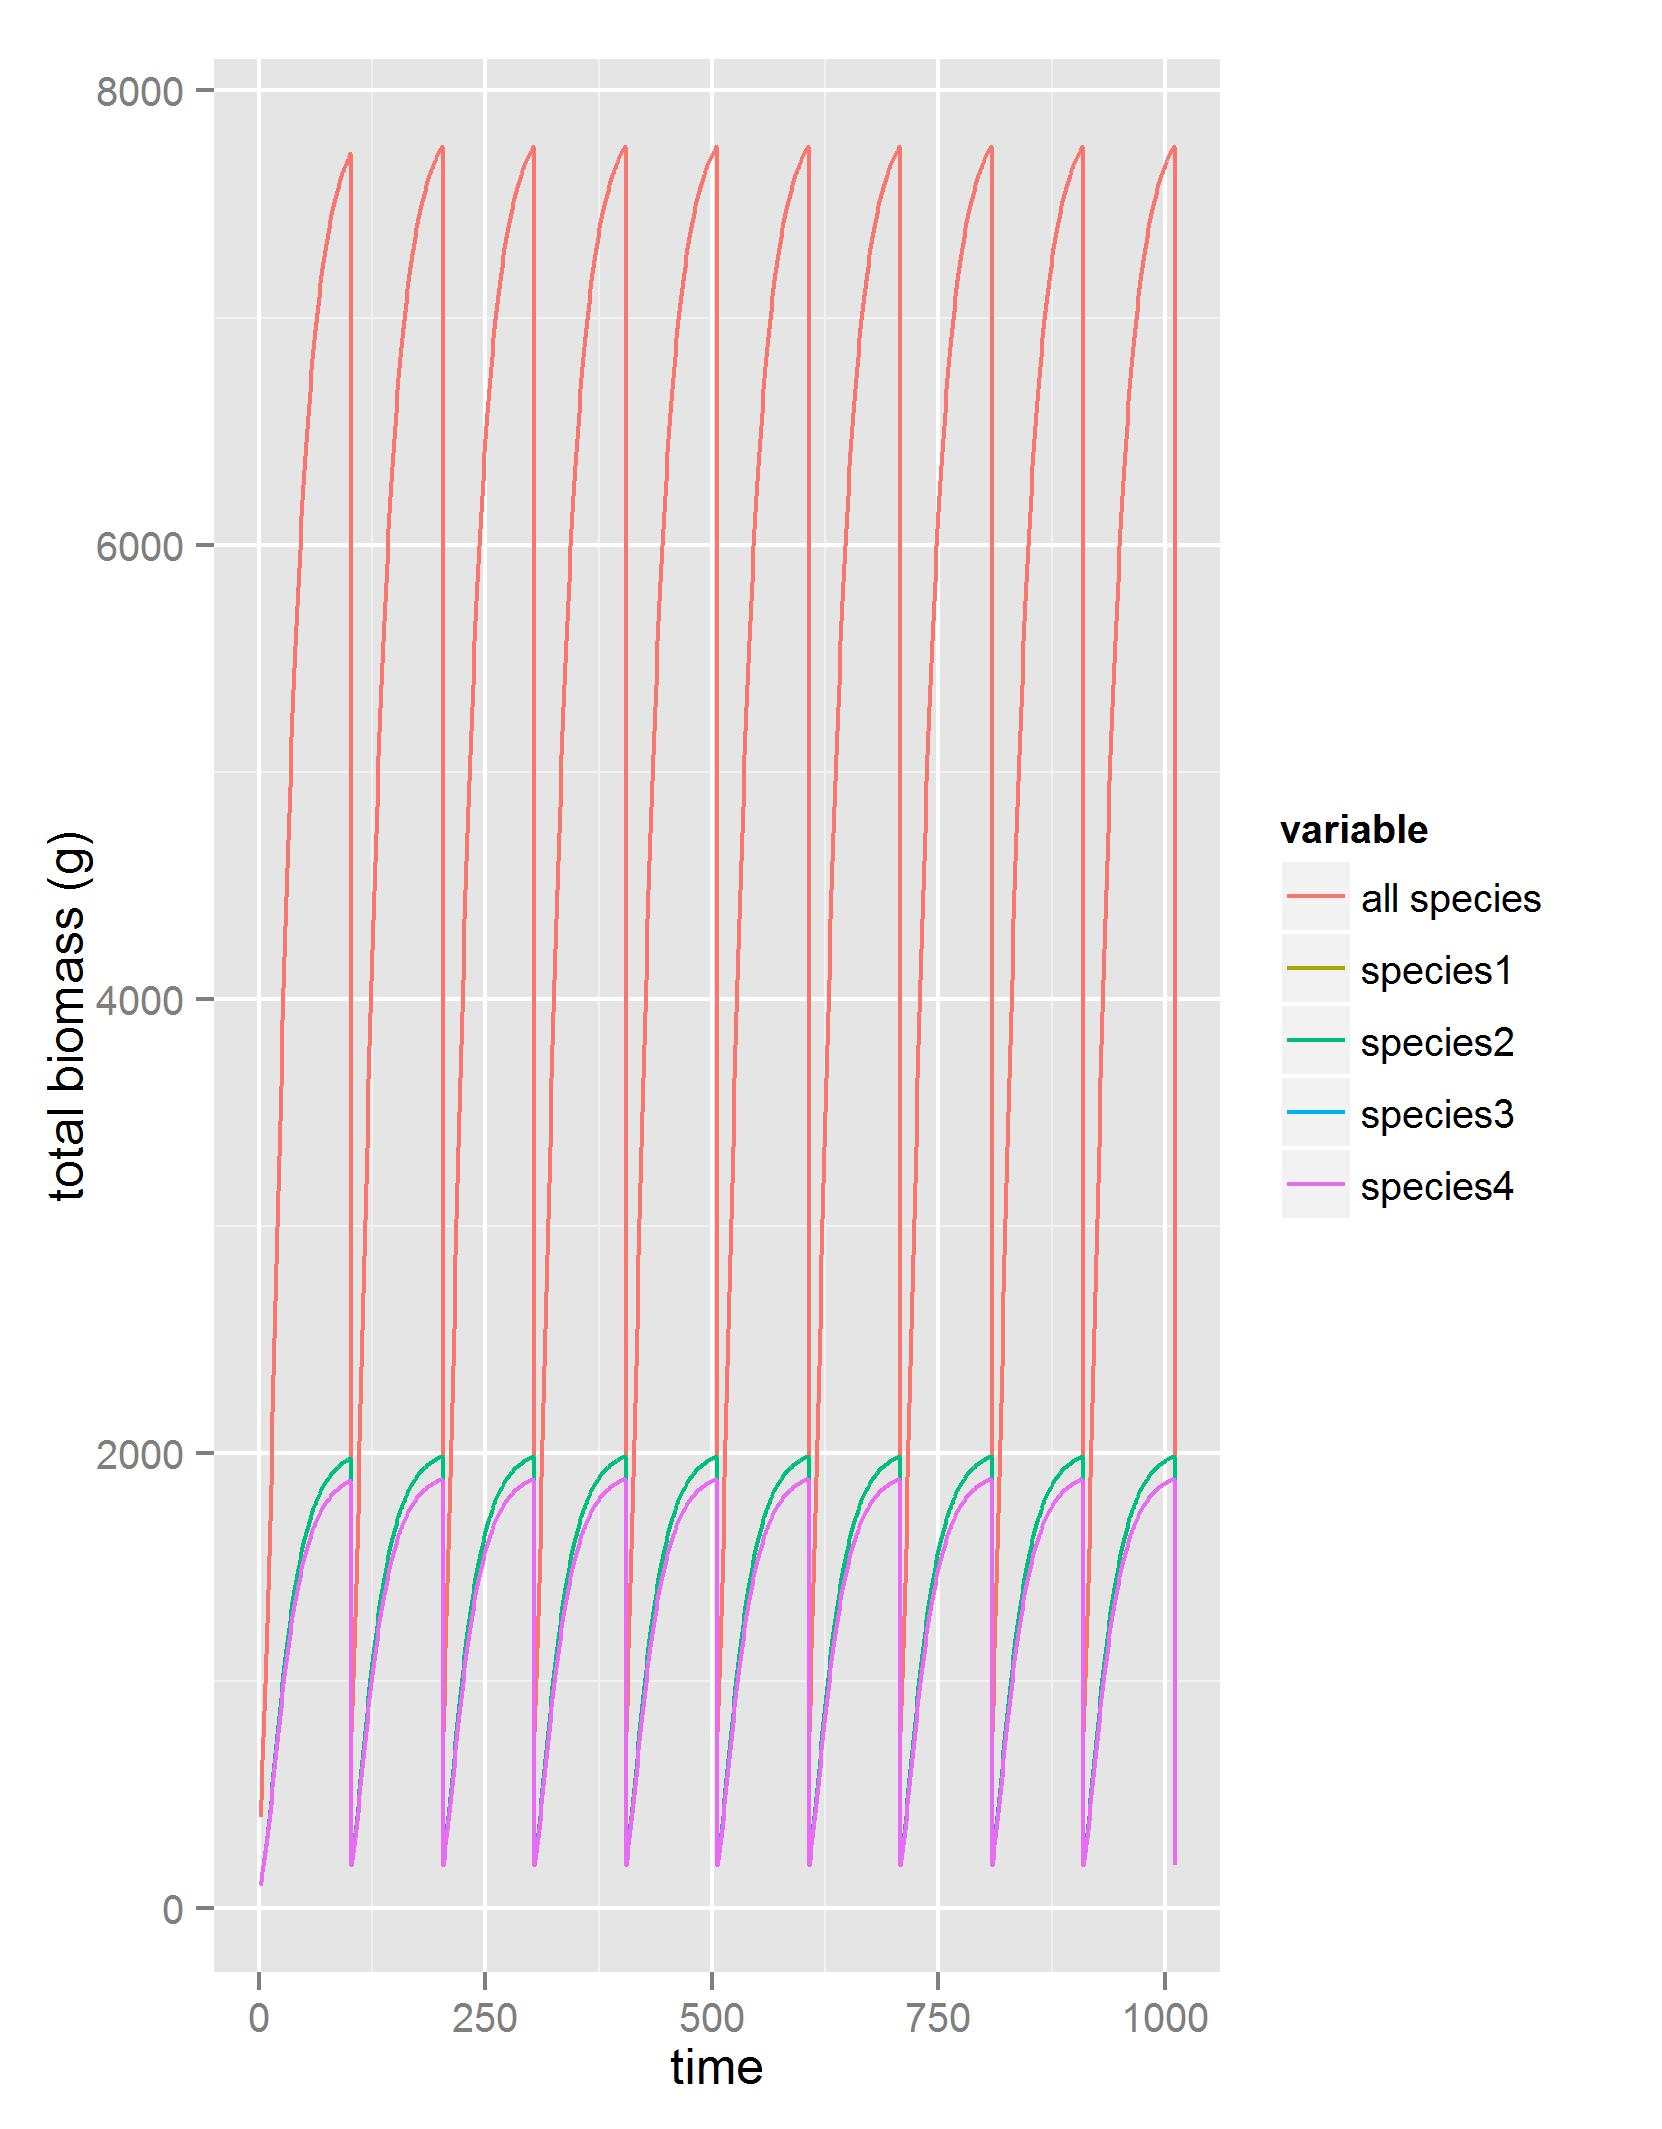 total biomass (g)
8000
6000
4000
2000
0
0 250 500 750 1000
time
variable
all species
species1
species2
species3
species4